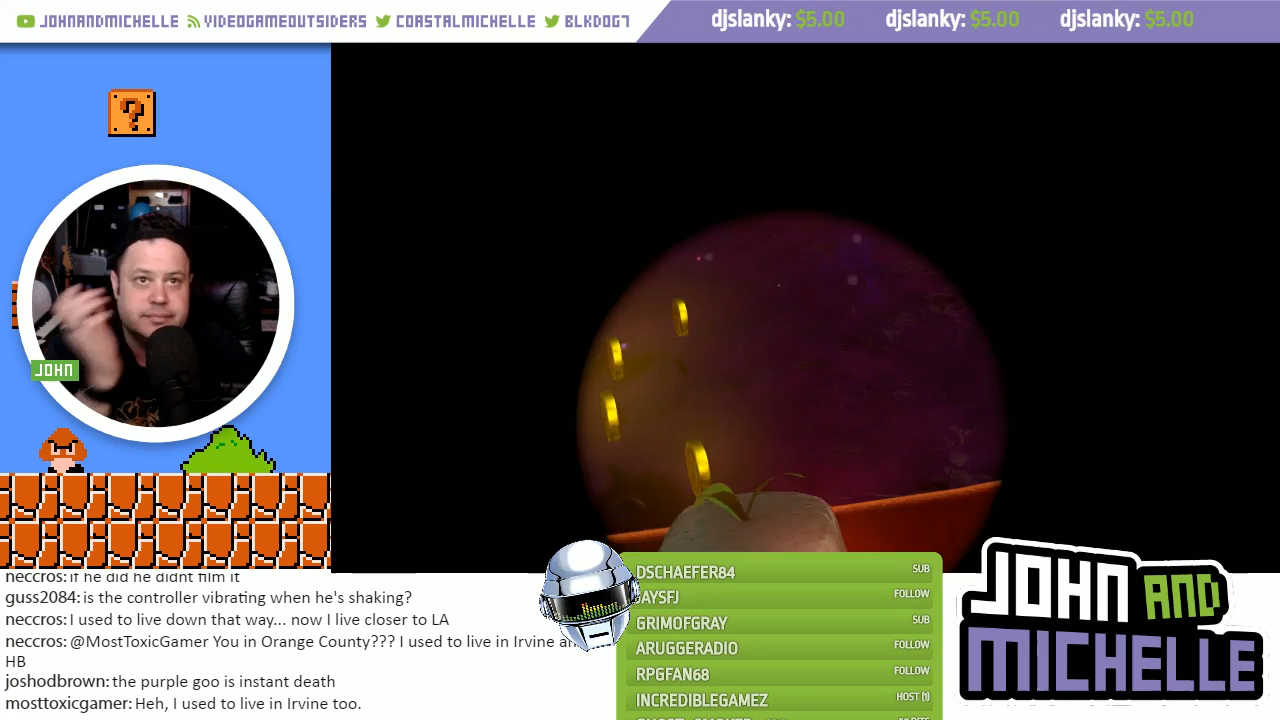 JOHNANDMICHELLE VIDEOGAMEOUTSIDERS COASTALMICHELLE BLKDOG7
djslanky: $5.00 djslanky: $5.00 djslanky: $5.00
?
JOHN
neccros: if he did he didnt film it
guss2084: is the controller vibrating when he's shaking?
neccros: I used to live down that way... now I live closer to LA
neccros: @MostToxicGamer You in Orange County??? I used to live in Irvine an
HB
joshodbrown: the purple goo is instant death
mosttoxicgamer: Heh, I used to live in Irvine too.
DSCHAEFER84 SUB
JAYSFJ FOLLOW
GRIMOFGRAY SUB
ARUGGERADIO FOLLOW
RPGFAN68 FOLLOW
INCREDIBLEGAMEZ HOST (1)
JOHN AND
MICHELLE